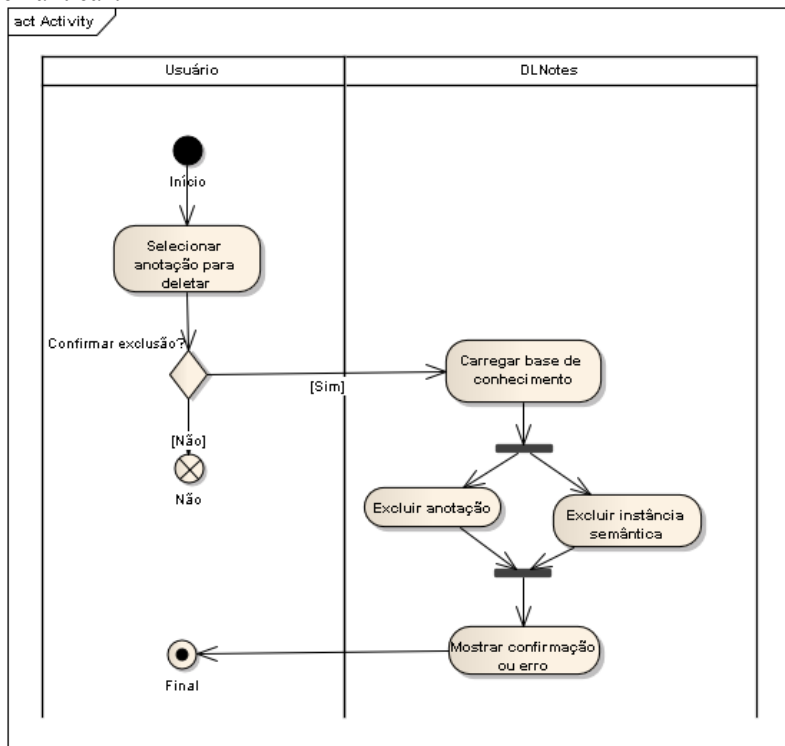 act Activity
Usuário
DLNotes
Início
Selecionar
anotação para
deletar
Confirmar exclusão?
[Sim]
Carregar base de
conhecimento
[Não]
Não
Excluir anotação
Excluir instância
semântica
Mostrar confirmação
ou erro
Final